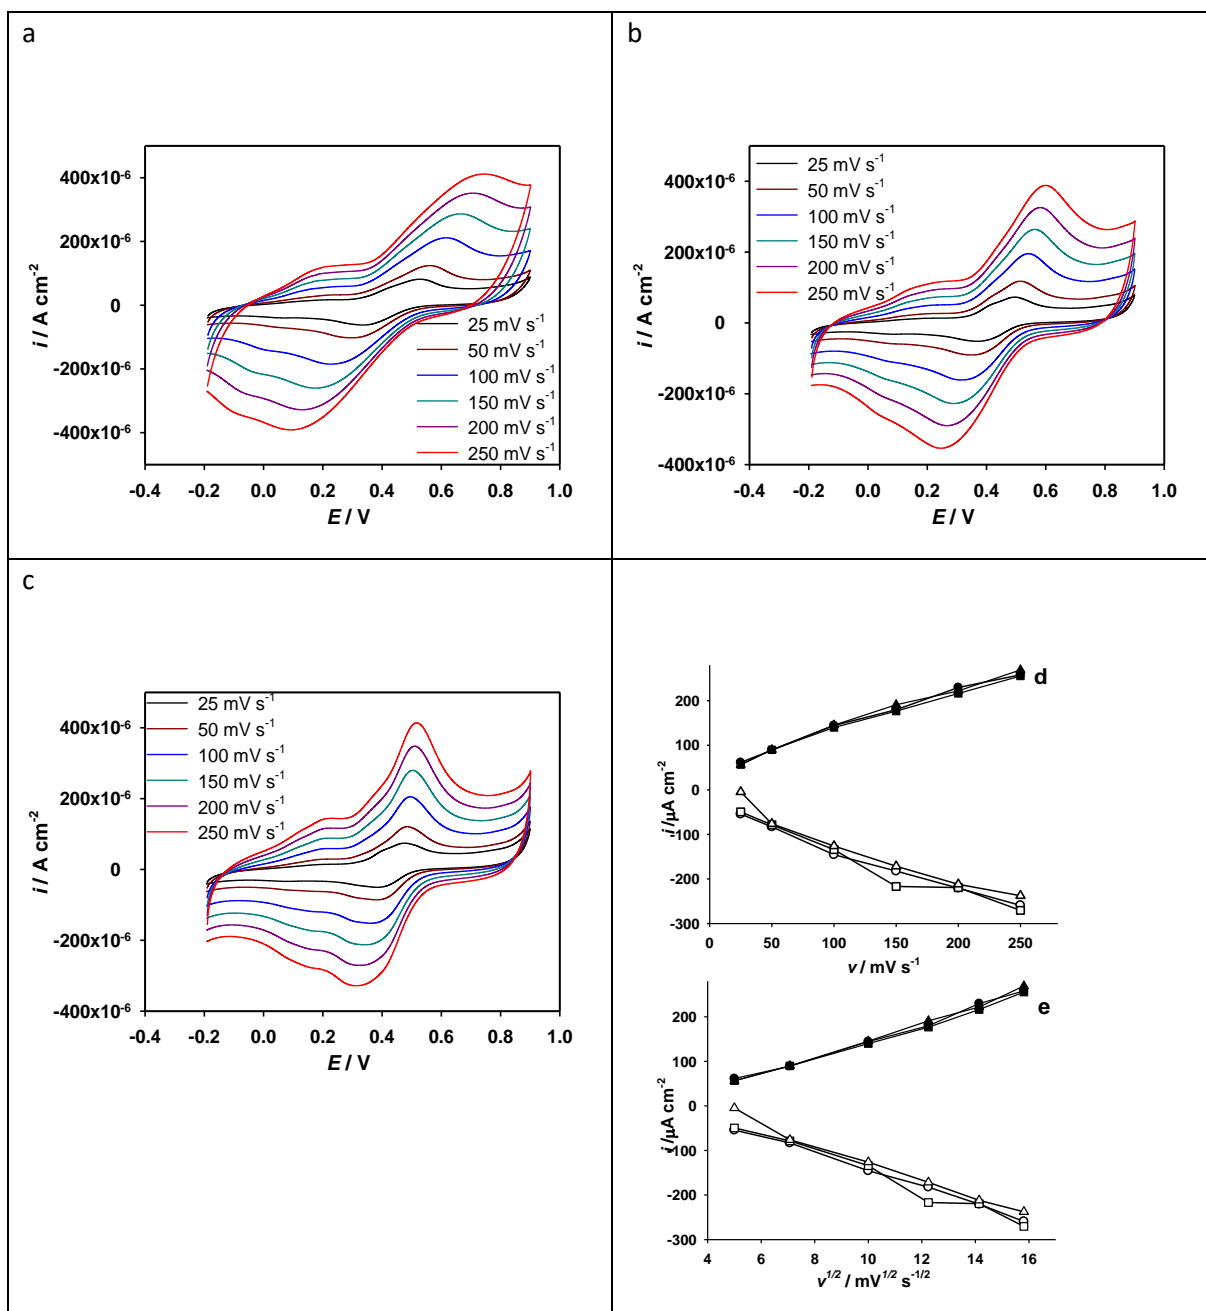 a
400x10-6
200x10-6
0
-200x10-6
-400x10-6
i / A cm-2
25 mV s-1
50 mV s-1
100 mV s-1
150 mV s-1
200 mV s-1
250 mV s-1
-0.4 -0.2 0.0 0.2 0.4 0.6 0.8 1.0
E / V
b
400x10-6
200x10-6
0
-200x10-6
-400x10-6
i / A cm-2
25 mV s-1
50 mV s-1
100 mV s-1
150 mV s-1
200 mV s-1
250 mV s-1
-0.4 -0.2 0.0 0.2 0.4 0.6 0.8 1.0
E / V
c
400x10-6
200x10-6
0
-200x10-6
-400x10-6
i / A cm-2
25 mV s-1
50 mV s-1
100 mV s-1
150 mV s-1
200 mV s-1
250 mV s-1
-0.4 -0.2 0.0 0.2 0.4 0.6 0.8 1.0
E / V
d
200
100
0
-100
-200
-300
i /µA cm-2
0 50 100 150 200 250
v / mV s-1
e
200
100
0
-100
-200
-300
i /µA cm-2
4 6 8 10 12 14 16
v1/2 / mV1/2 s-1/2